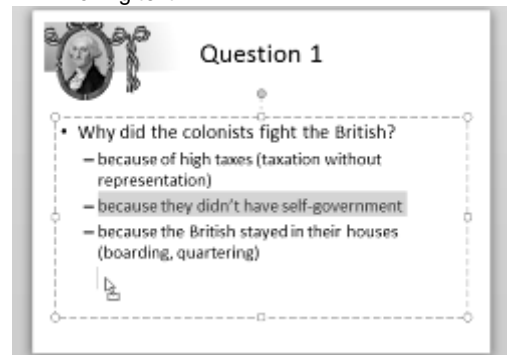 Question 1
• Why did the colonists fight the British?
– because of high taxes (taxation without
representation)
– because they didn't have self-government
– because the British stayed in their houses
(boarding, quartering)